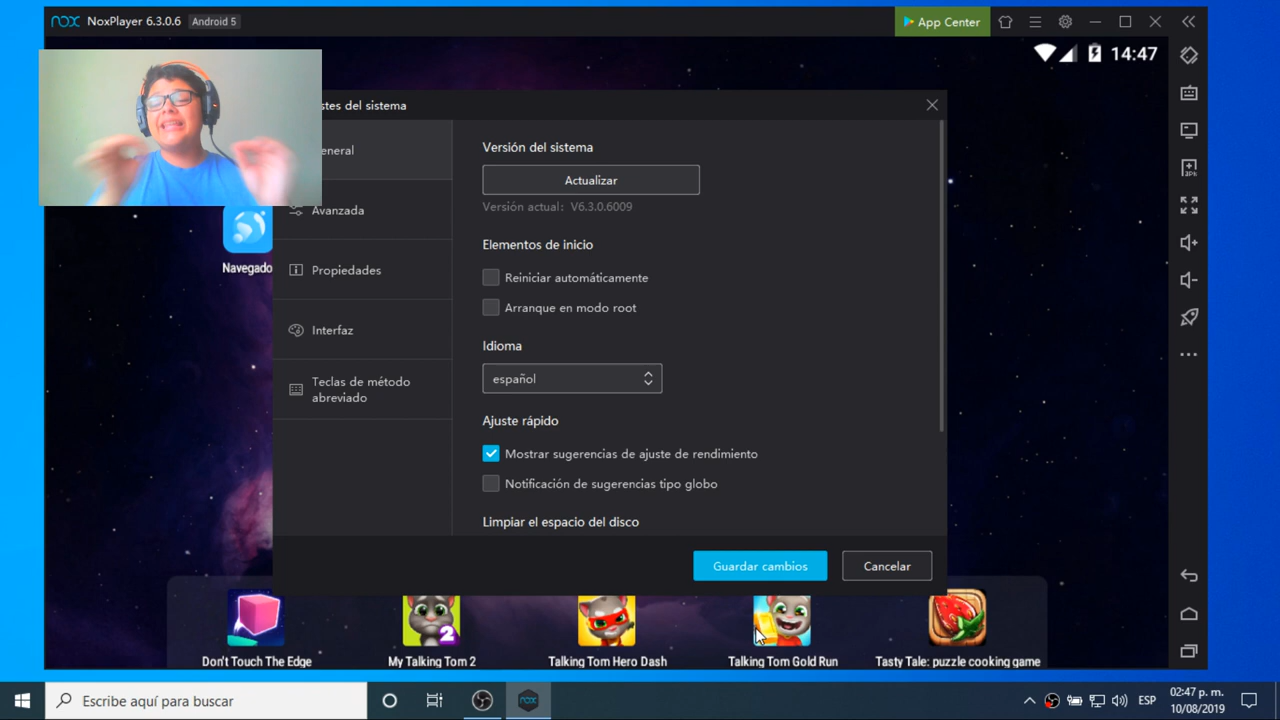 nox NoxPlayer 6.3.0.6 Android 5
App Center
14:47
stes del sistema
eneral
Avanzada
Propiedades
Interfaz
Teclas de método
abreviado
Versión del sistema
Actualizar
Versión actual: V6.3.0.6009
Elementos de inicio
Reiniciar automáticamente
Arranque en modo root
Idioma
español
Ajuste rápido
Mostrar sugerencias de ajuste de rendimiento
Notificación de sugerencias tipo globo
Limpiar el espacio del disco
Guardar cambios
Cancelar
Navegado
2
Don't Touch The Edge
My Talking Tom 2
Talking Tom Hero Dash
Talking Tom Gold Run
Tasty Tale: puzzle cooking game
Escribe aquí para buscar
nox
ESP
02:47 p. m.
10/08/2019